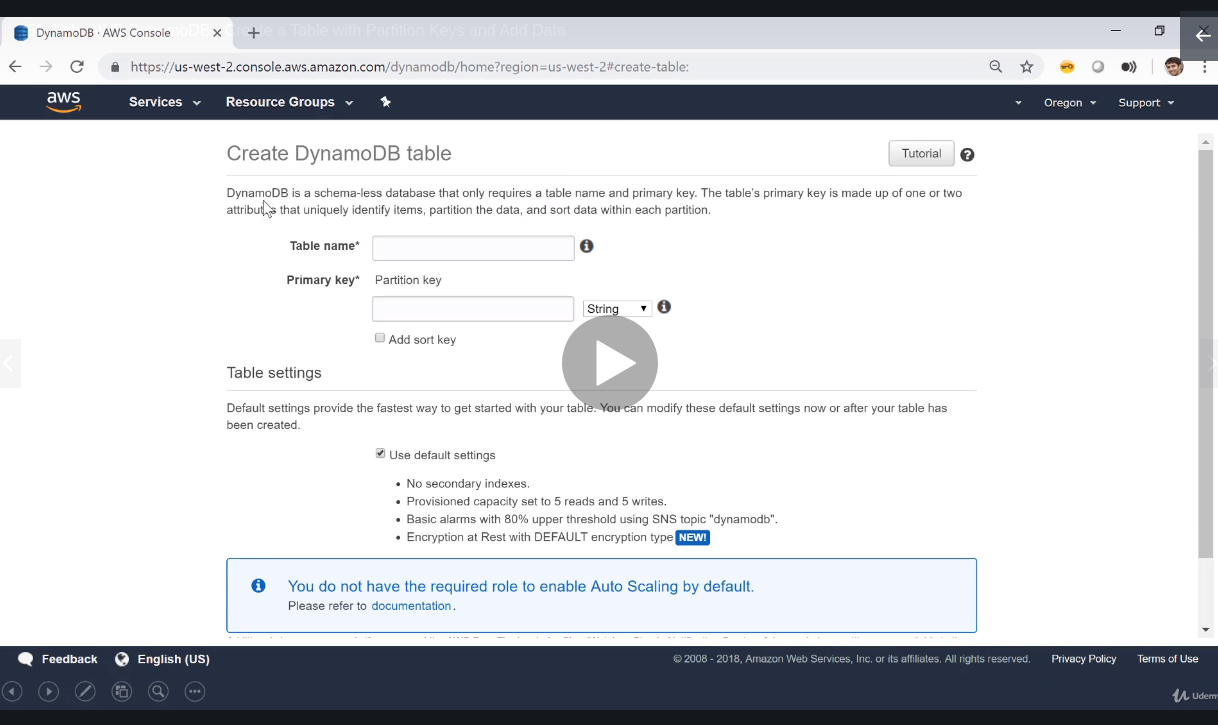 DynamoDB · AWS Console
a Table with Partition Keys and Add Data
https://us-west-2.console.aws.amazon.com/dynamodb/home?region=us-west-2#create-table:
aws
Services
Resource Groups
Oregon
Support
Create DynamoDB table
Tutorial
DynamoDB is a schema-less database that only requires a table name and primary key. The table's primary key is made up of one or two
attributes that uniquely identify items, partition the data, and sort data within each partition.
Table name*
Primary key* Partition key
String
Add sort key
Table settings
Default settings provide the fastest way to get started with your table. You can modify these default settings now or after your table has
been created.
Use default settings
• No secondary indexes.
• Provisioned capacity set to 5 reads and 5 writes.
• Basic alarms with 80% upper threshold using SNS topic "dynamodb".
• Encryption at Rest with DEFAULT encryption type NEW!
You do not have the required role to enable Auto Scaling by default.
Please refer to documentation.
Feedback
English (US)
© 2008 - 2018, Amazon Web Services, Inc. or its affiliates. All rights reserved.
Privacy Policy
Terms of Use
Udemy